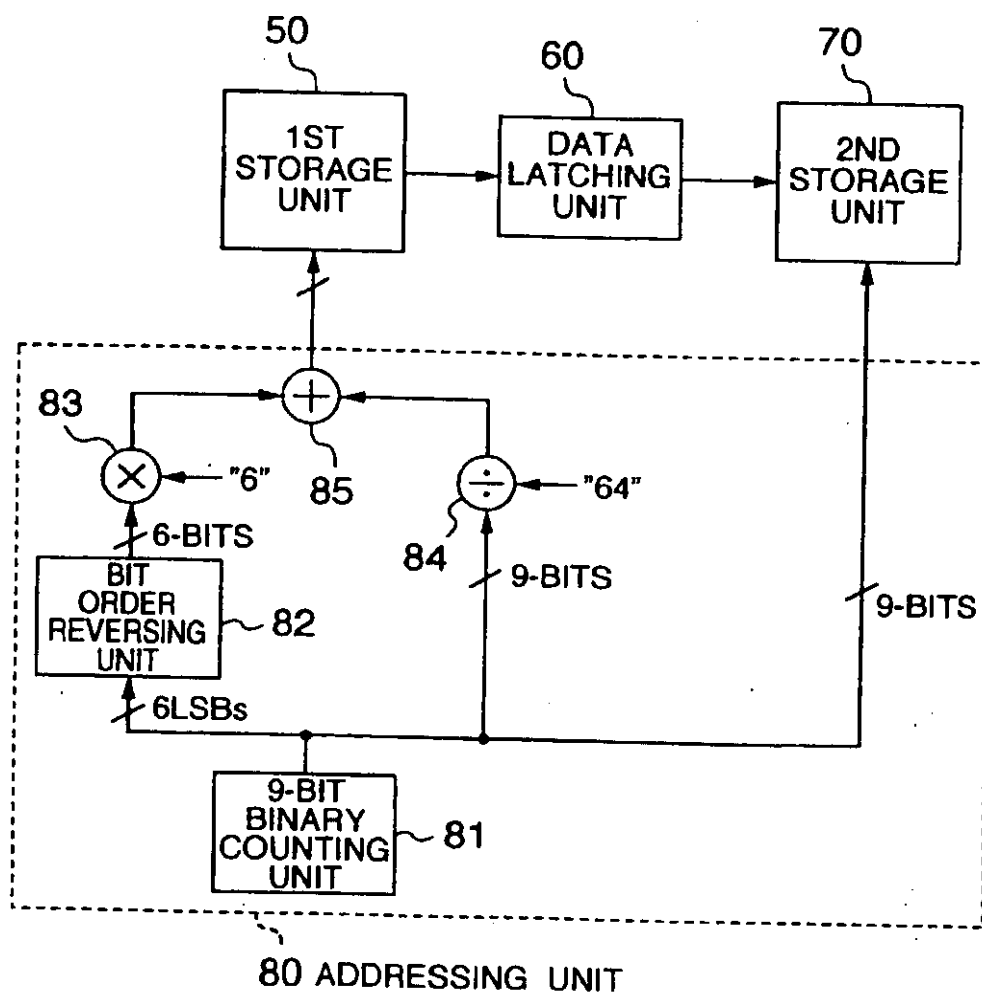 50
60
70
1ST
STORAGE
UNIT
DATA
LATCHING
UNIT
2ND
STORAGE
UNIT
83
+
85
×
"6"
÷
"64"
84
6-BITS
9-BITS
9-BITS
BIT
ORDER
REVERSING
UNIT
82
6LSBs
9-BIT
BINARY
COUNTING
UNIT
81
80 ADDRESSING UNIT